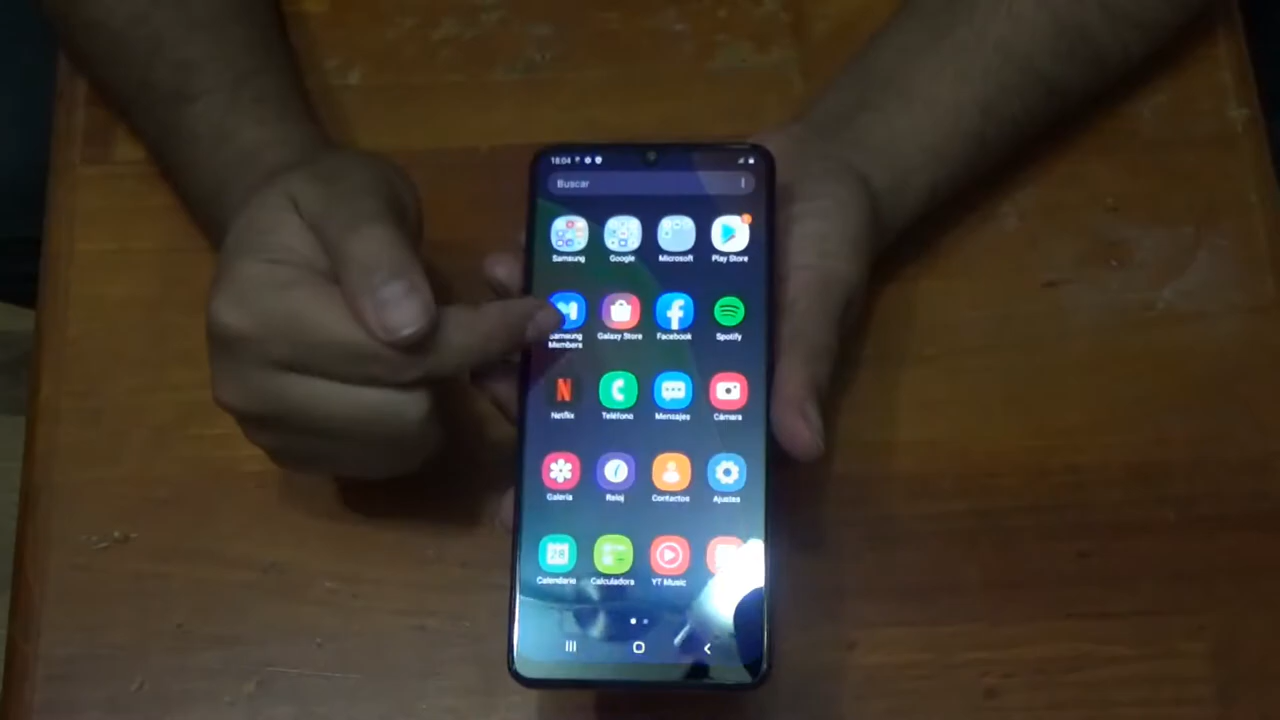 18:04
Buscar
Samsung Google Microsoft Play Store
Samsung Members Galaxy Store Facebook Spotify
Netflix Teléfono Mensajes Cámara
Galería Reloj Contactos Ajustes
28
Calendario Calculadora YT Music